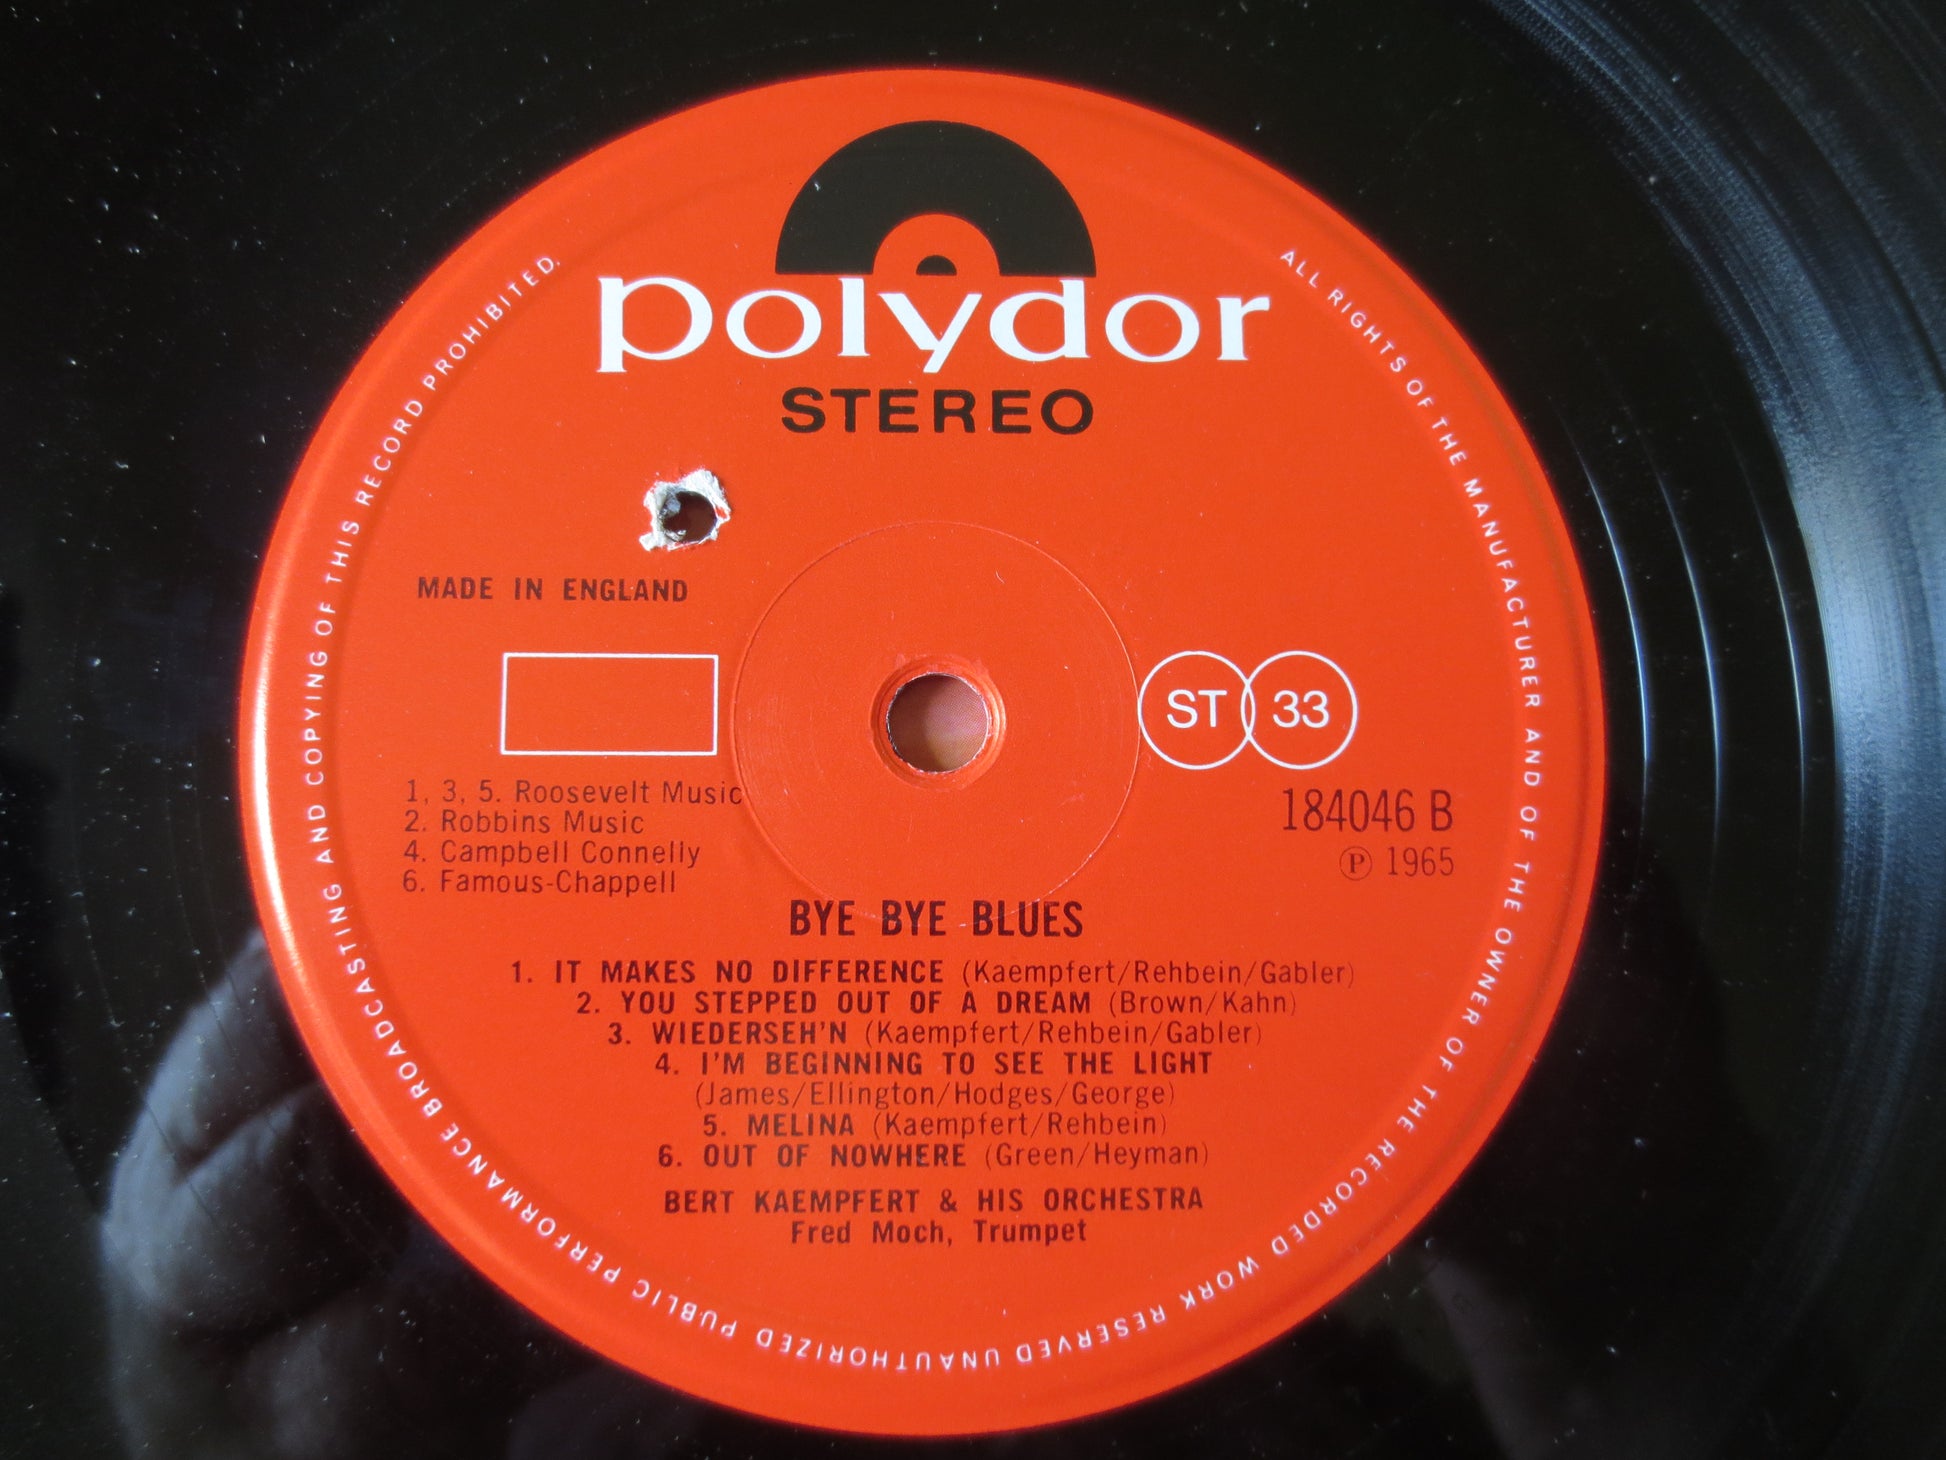 polydor
STEREO
ALL RIGHTS OF THE MANUFACTURER AND OF THE OWNER OF THE RECORDED WORK RESERVED UNAUTHORIZED PUBLIC PERFORMANCE BROADCASTING AND COPYING OF THIS RECORD PROHIBITED.
MADE IN ENGLAND
ST 33
1, 3, 5. Roosevelt Music
2. Robbins Music
4. Campbell Connelly
6. Famous-Chappell
184046 B
℗ 1965
BYE BYE BLUES
1. IT MAKES NO DIFFERENCE (Kaempfert/Rehbein/Gabler)
2. YOU STEPPED OUT OF A DREAM (Brown/Kahn)
3. WIEDERSEH'N (Kaempfert/Rehbein/Gabler)
4. I'M BEGINNING TO SEE THE LIGHT
(James/Ellington/Hodges/George)
5. MELINA (Kaempfert/Rehbein)
6. OUT OF NOWHERE (Green/Heyman)
BERT KAEMPFERT & HIS ORCHESTRA
Fred Moch, Trumpet